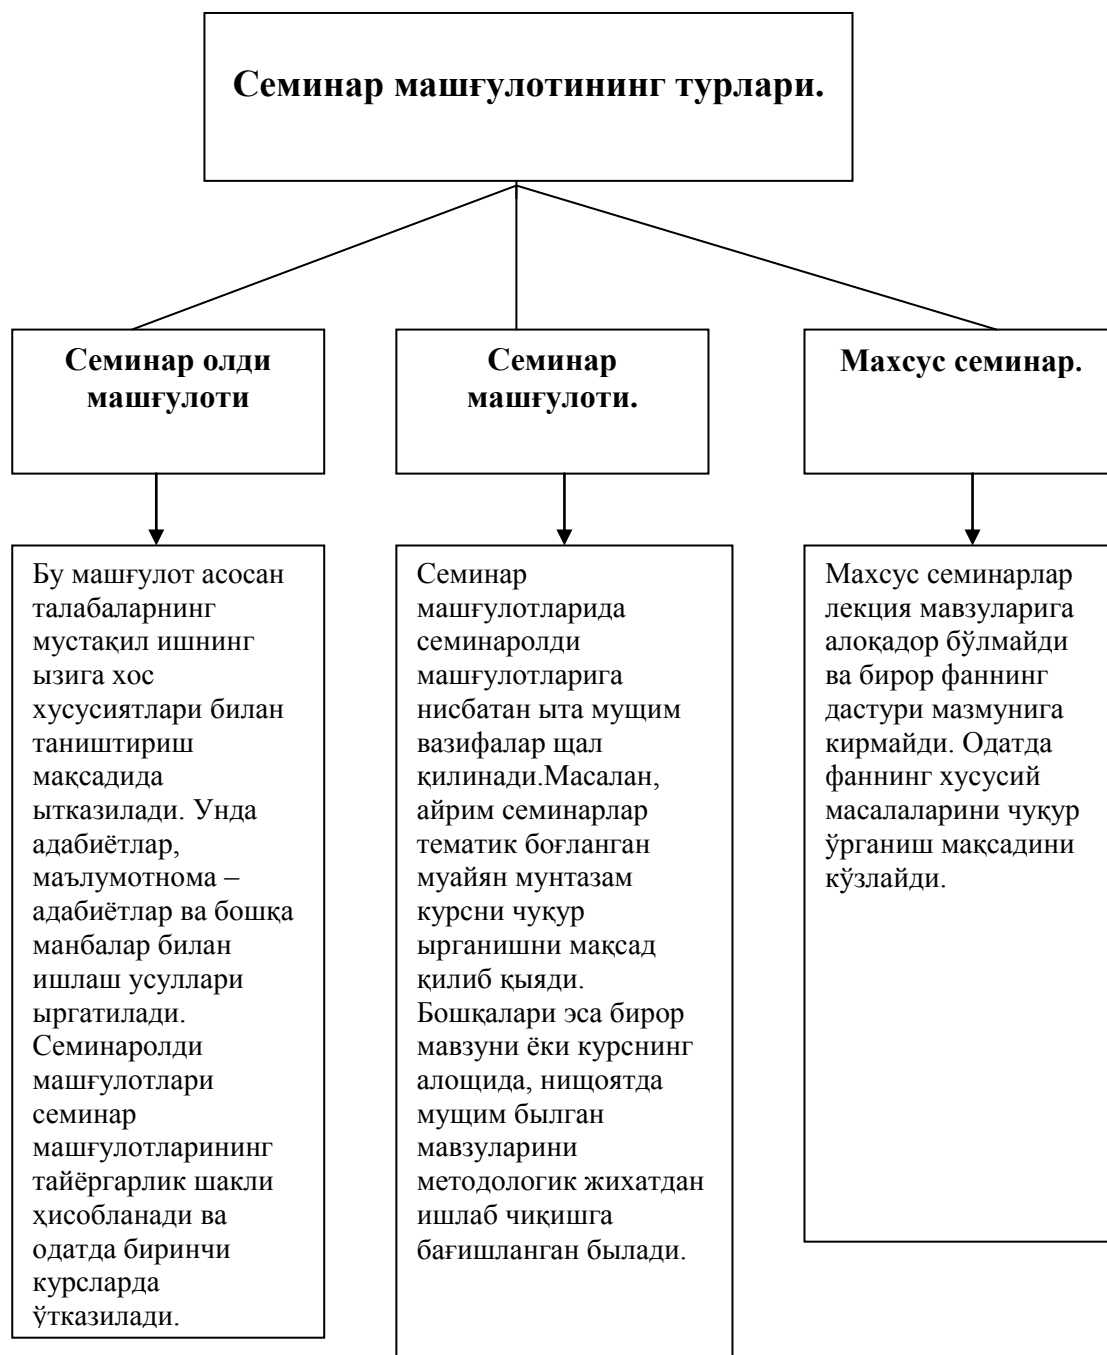 Семинар машғулотининг турлари.
Семинар олди
машғулоти
Семинар
машғулоти.
Махсус семинар.
Бу машғулот асосан
талабаларнинг
мустақил ишнинг
ызига хос
хусусиятлари билан
таништириш
мақсадида
ытказилади. Унда
адабиётлар,
маълумотнома –
адабиётлар ва бошқа
манбалар билан
ишлаш усуллари
ыргатилади.
Семинаролди
машғулотлари
семинар
машғулотларининг
тайёргарлик шакли
ҳисобланади ва
одатда биринчи
курсларда
ўтказилади.
Семинар
машғулотларида
семинаролди
машғулотларига
нисбатан ыта мущим
вазифалар щал
қилинади.Масалан,
айрим семинарлар
тематик боғланган
муайян мунтазам
курсни чуқур
ырганишни мақсад
қилиб қыяди.
Бошқалари эса бирор
мавзуни ёки курснинг
алощида, нищоятда
мущим былган
мавзуларини
методологик жихатдан
ишлаб чиқишга
бағишланган былади.
Махсус семинарлар
лекция мавзуларига
алоқадор бўлмайди
ва бирор фаннинг
дастури мазмунига
кирмайди. Одатда
фаннинг хусусий
масалаларини чуқур
ўрганиш мақсадини
кўзлайди.